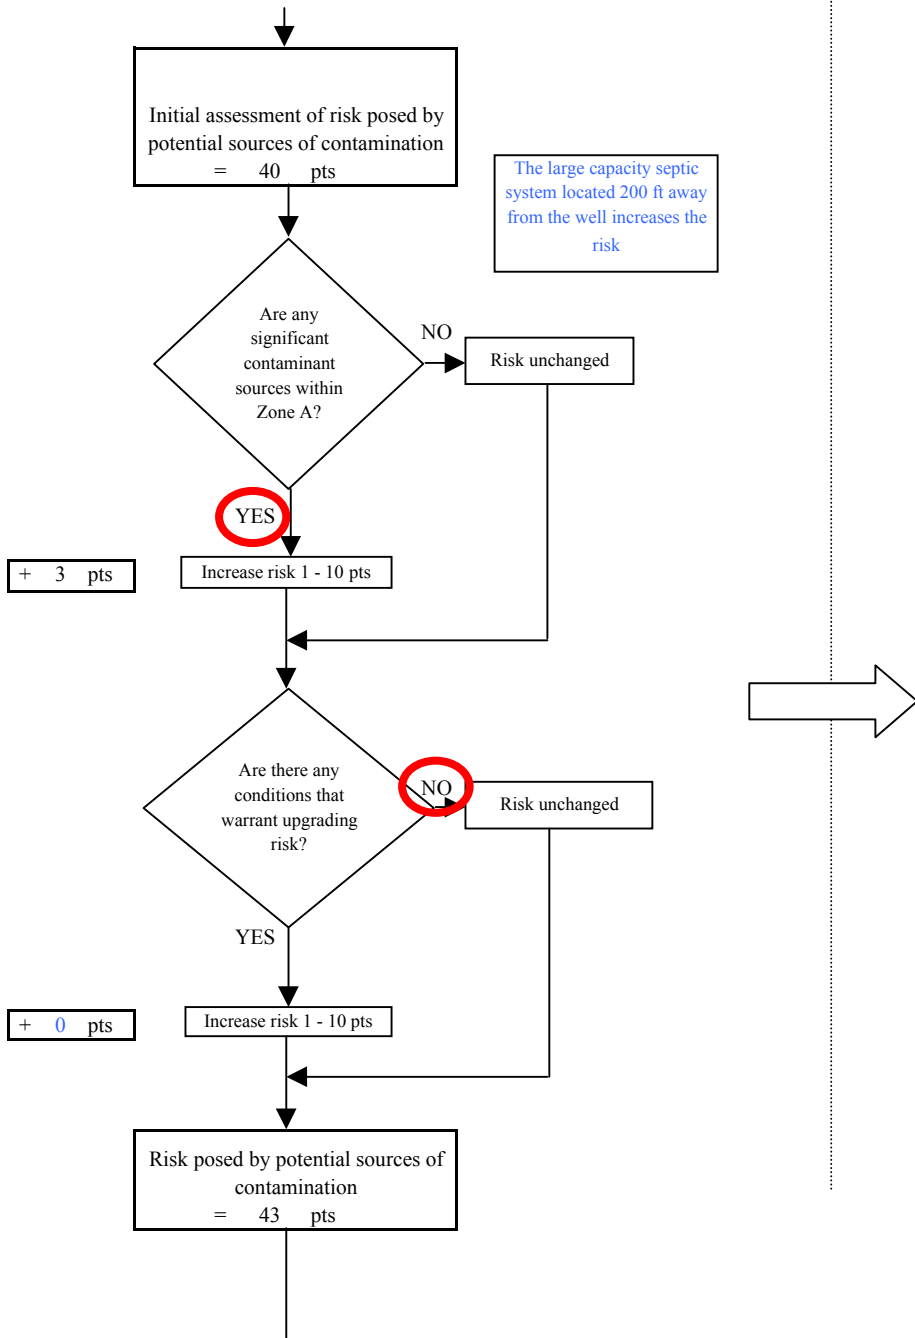 Initial assessment of risk posed by
potential sources of contamination
= 40 pts
The large capacity septic
system located 200 ft away
from the well increases the
risk
Are any
significant
contaminant
sources within
Zone A?
NO
Risk unchanged
YES
+ 3 pts
Increase risk 1 - 10 pts
Are there any
conditions that
warrant upgrading
risk?
NO
Risk unchanged
YES
+ 0 pts
Increase risk 1 - 10 pts
Risk posed by potential sources of
contamination
= 43 pts